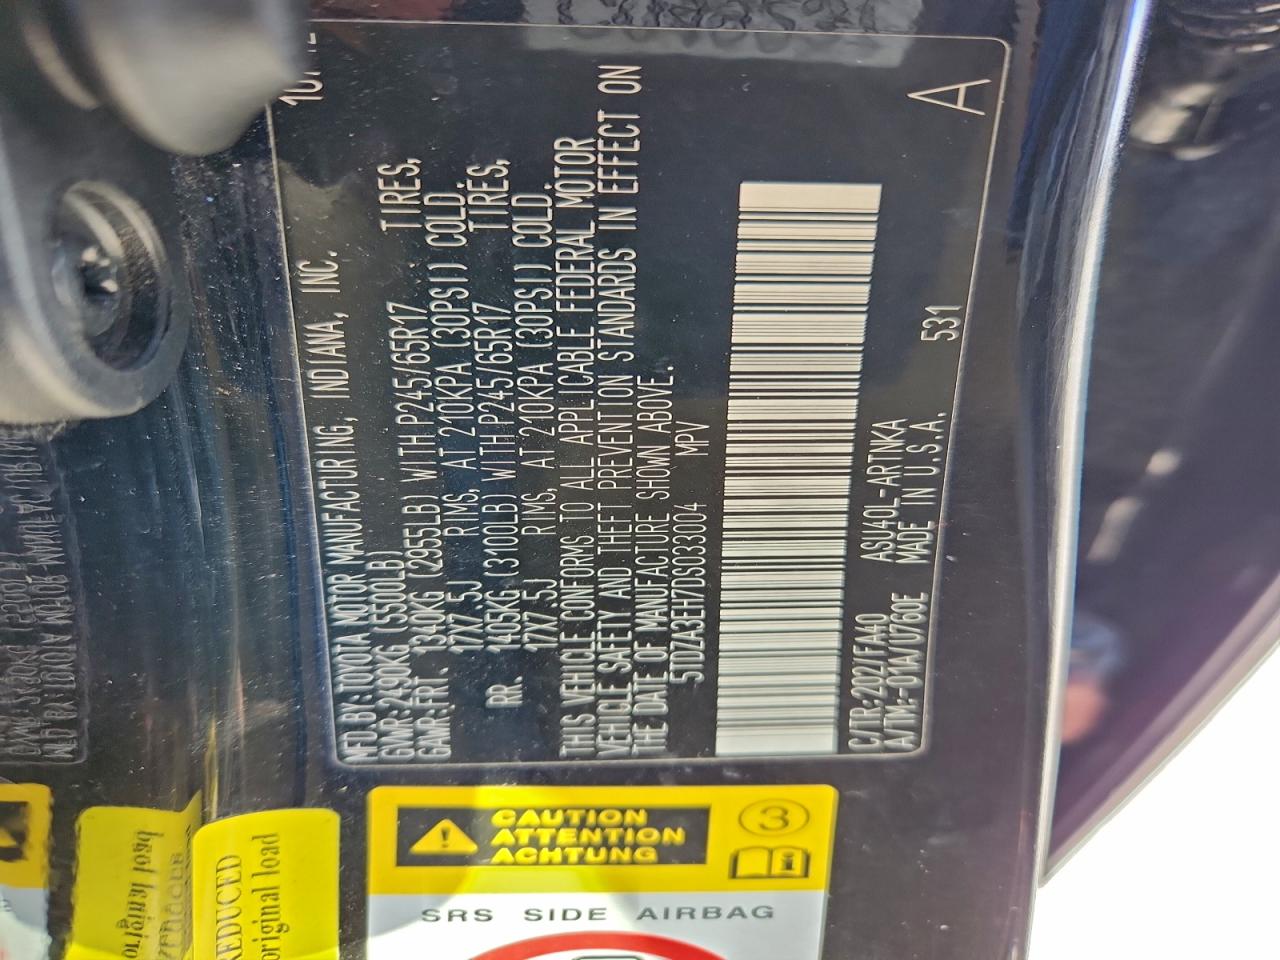 MFD.BY:TOYOTA MOTOR MANUFACTURING, INDIANA, INC.
GVWR:2490KG (5500LB)
GAWR:FRT. 1340KG (2955LB) WITH P245/65R17 TIRES,
17X7.5J RIMS, AT 210KPA (30PSI) COLD.
RR. 1405KG (3100LB) WITH P245/65R17 TIRES,
17X7.5J RIMS, AT 210KPA (30PSI) COLD.
THIS VEHICLE CONFORMS TO ALL APPLICABLE FEDERAL MOTOR
VEHICLE SAFETY AND THEFT PREVENTION STANDARDS IN EFFECT ON
THE DATE OF MANUFACTURE SHOWN ABOVE.
5TDZA3EH7DS033004 MPV
C/TR:202/FA40 ASU40L-ARTNKA
A/TM:-01A/U760E MADE IN U.S.A. 531
A
CAUTION
ATTENTION
ACHTUNG
3
i
SRS SIDE AIRBAG
REDUCED
original load